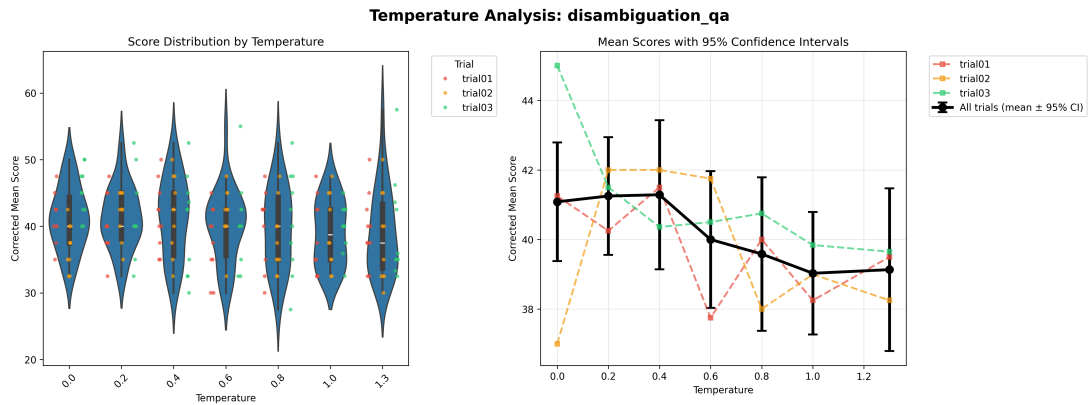 Temperature Analysis: disambiguation_qa
Score Distribution by Temperature
Corrected Mean Score
60
50
40
30
20
0.0
0.2
0.4
0.6
0.8
1.0
1.3
Temperature
Trial
trial01
trial02
trial03
Mean Scores with 95% Confidence Intervals
Corrected Mean Score
44
42
40
38
0.0
0.2
0.4
0.6
0.8
1.0
1.2
Temperature
trial01
trial02
trial03
All trials (mean ± 95% CI)